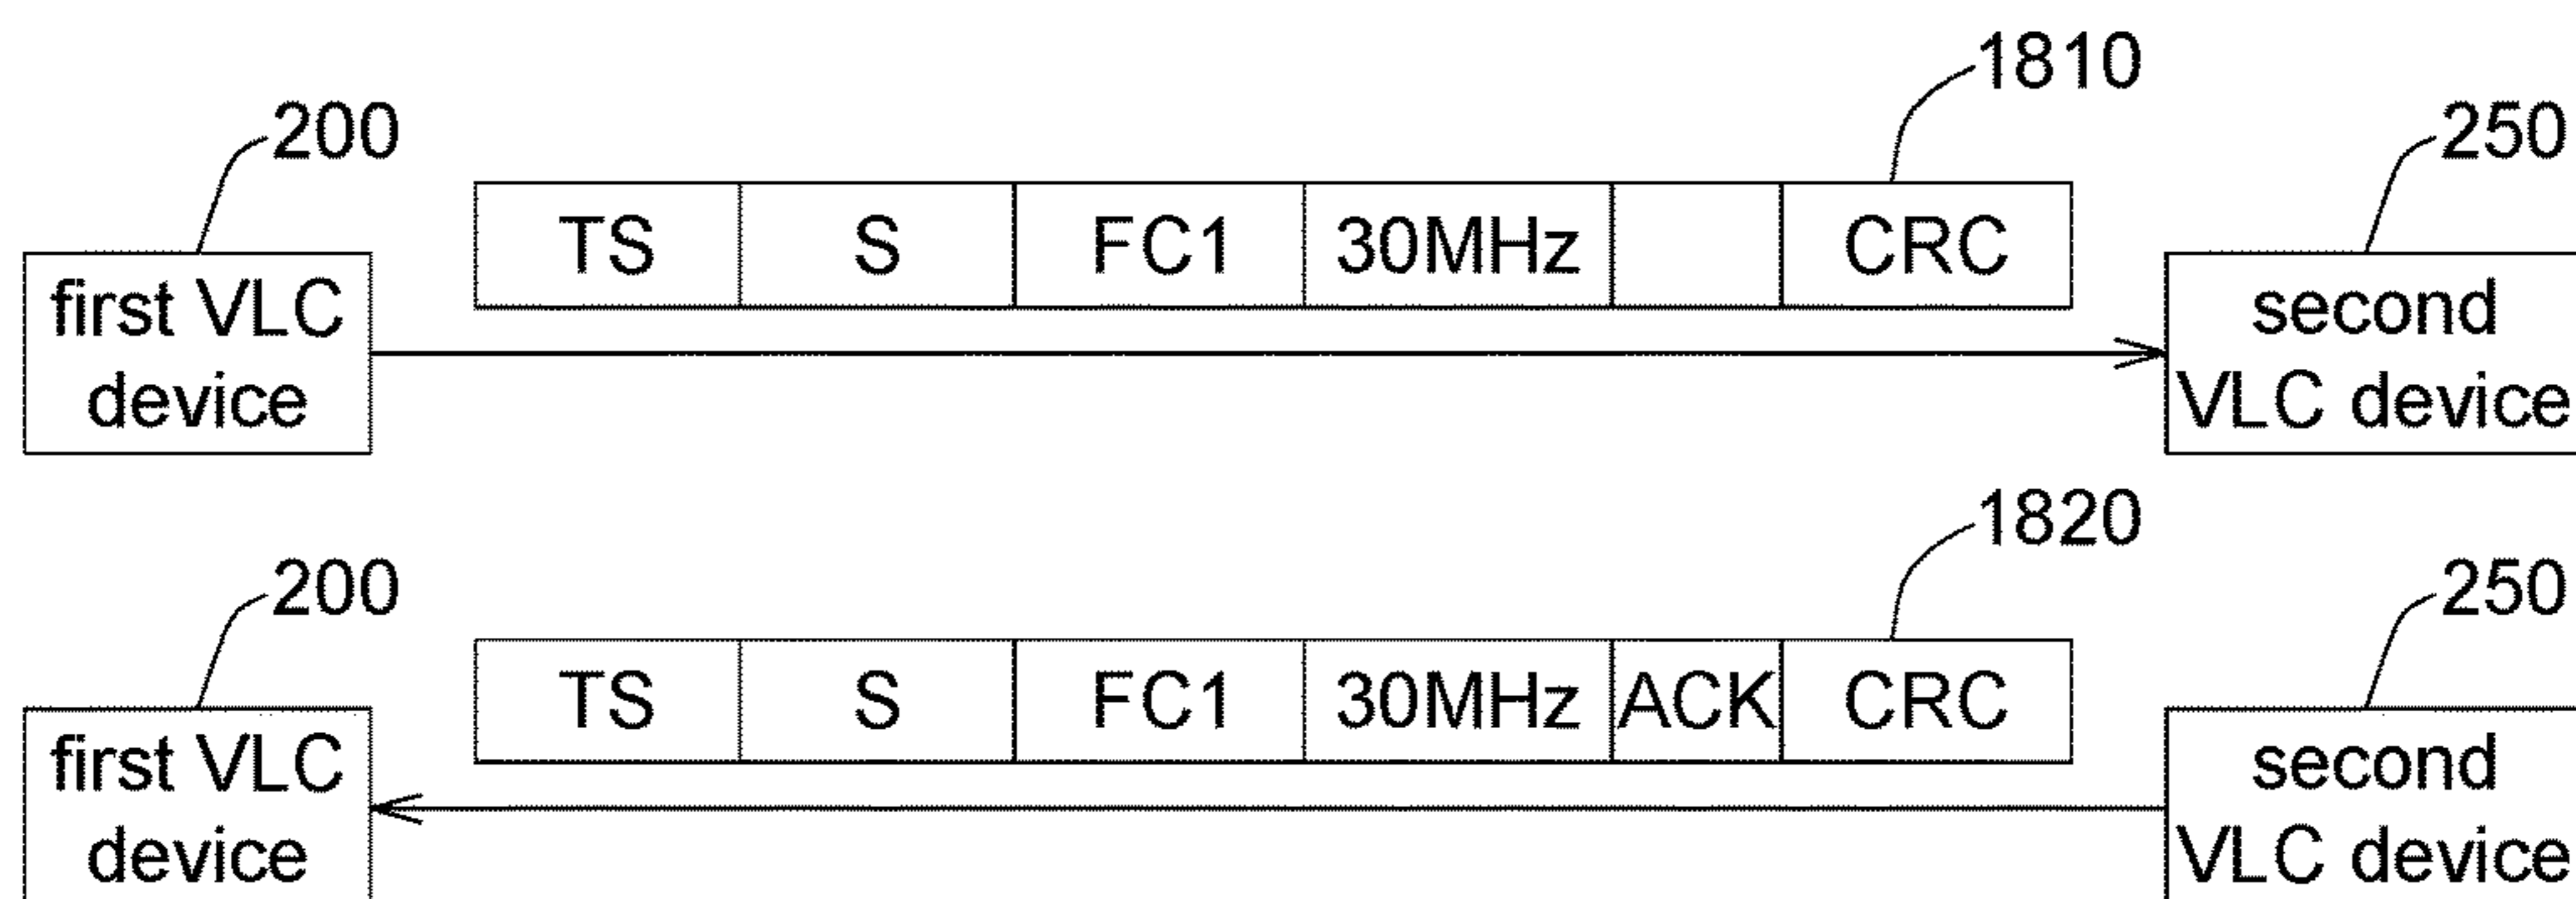 1810
200
250
TS S FC1 30MHz CRC
first VLC
device
second
VLC device
1820
200
250
TS S FC1 30MHz ACK CRC
first VLC
device
second
VLC device